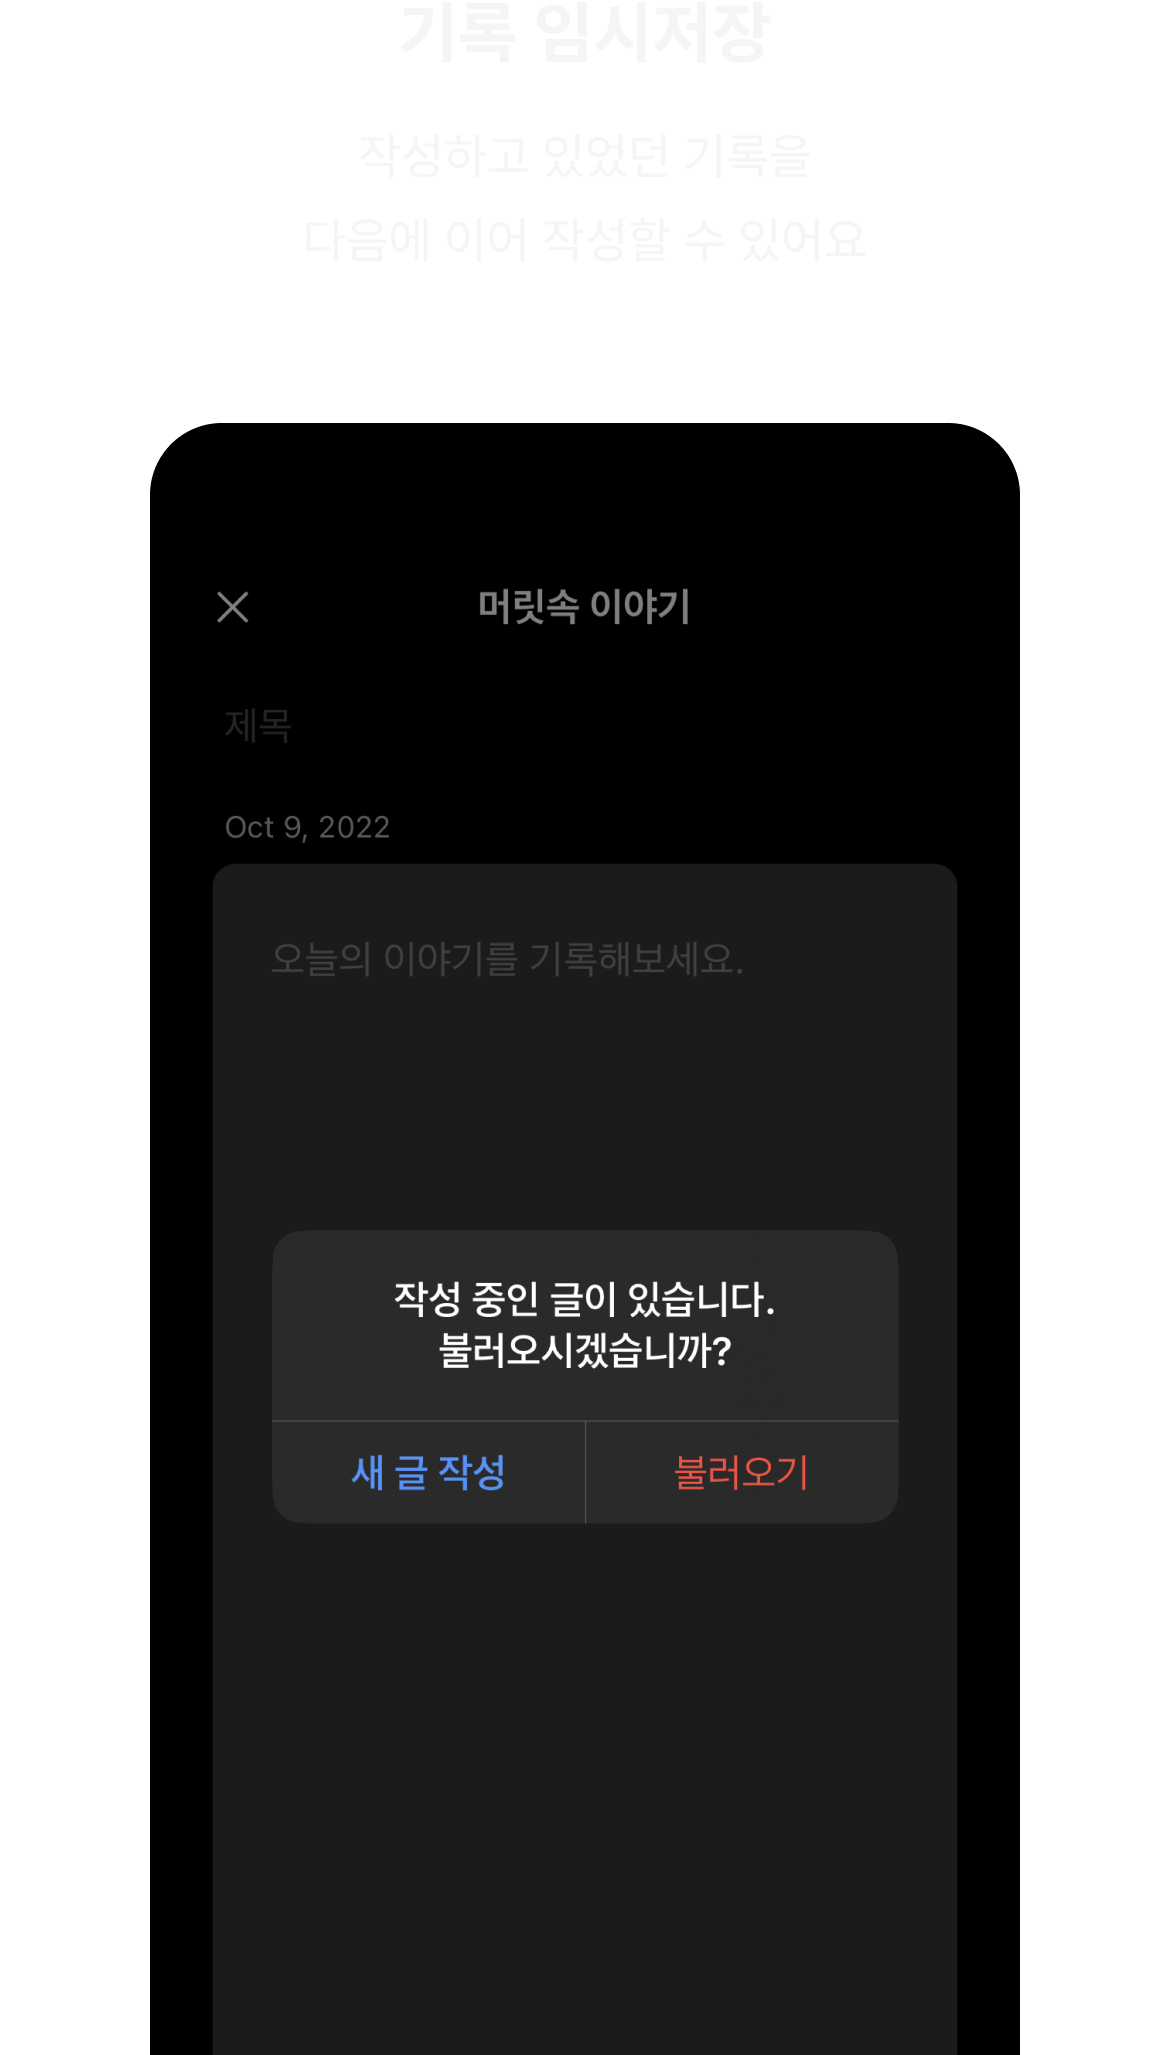 기록 임시저장
작성하고 있었던 기록을
다음에 이어 작성할 수 있어요
머릿속 이야기
제목
Oct 9, 2022
오늘의 이야기를 기록해보세요.
작성 중인 글이 있습니다.
불러오시겠습니까?
새 글 작성
불러오기